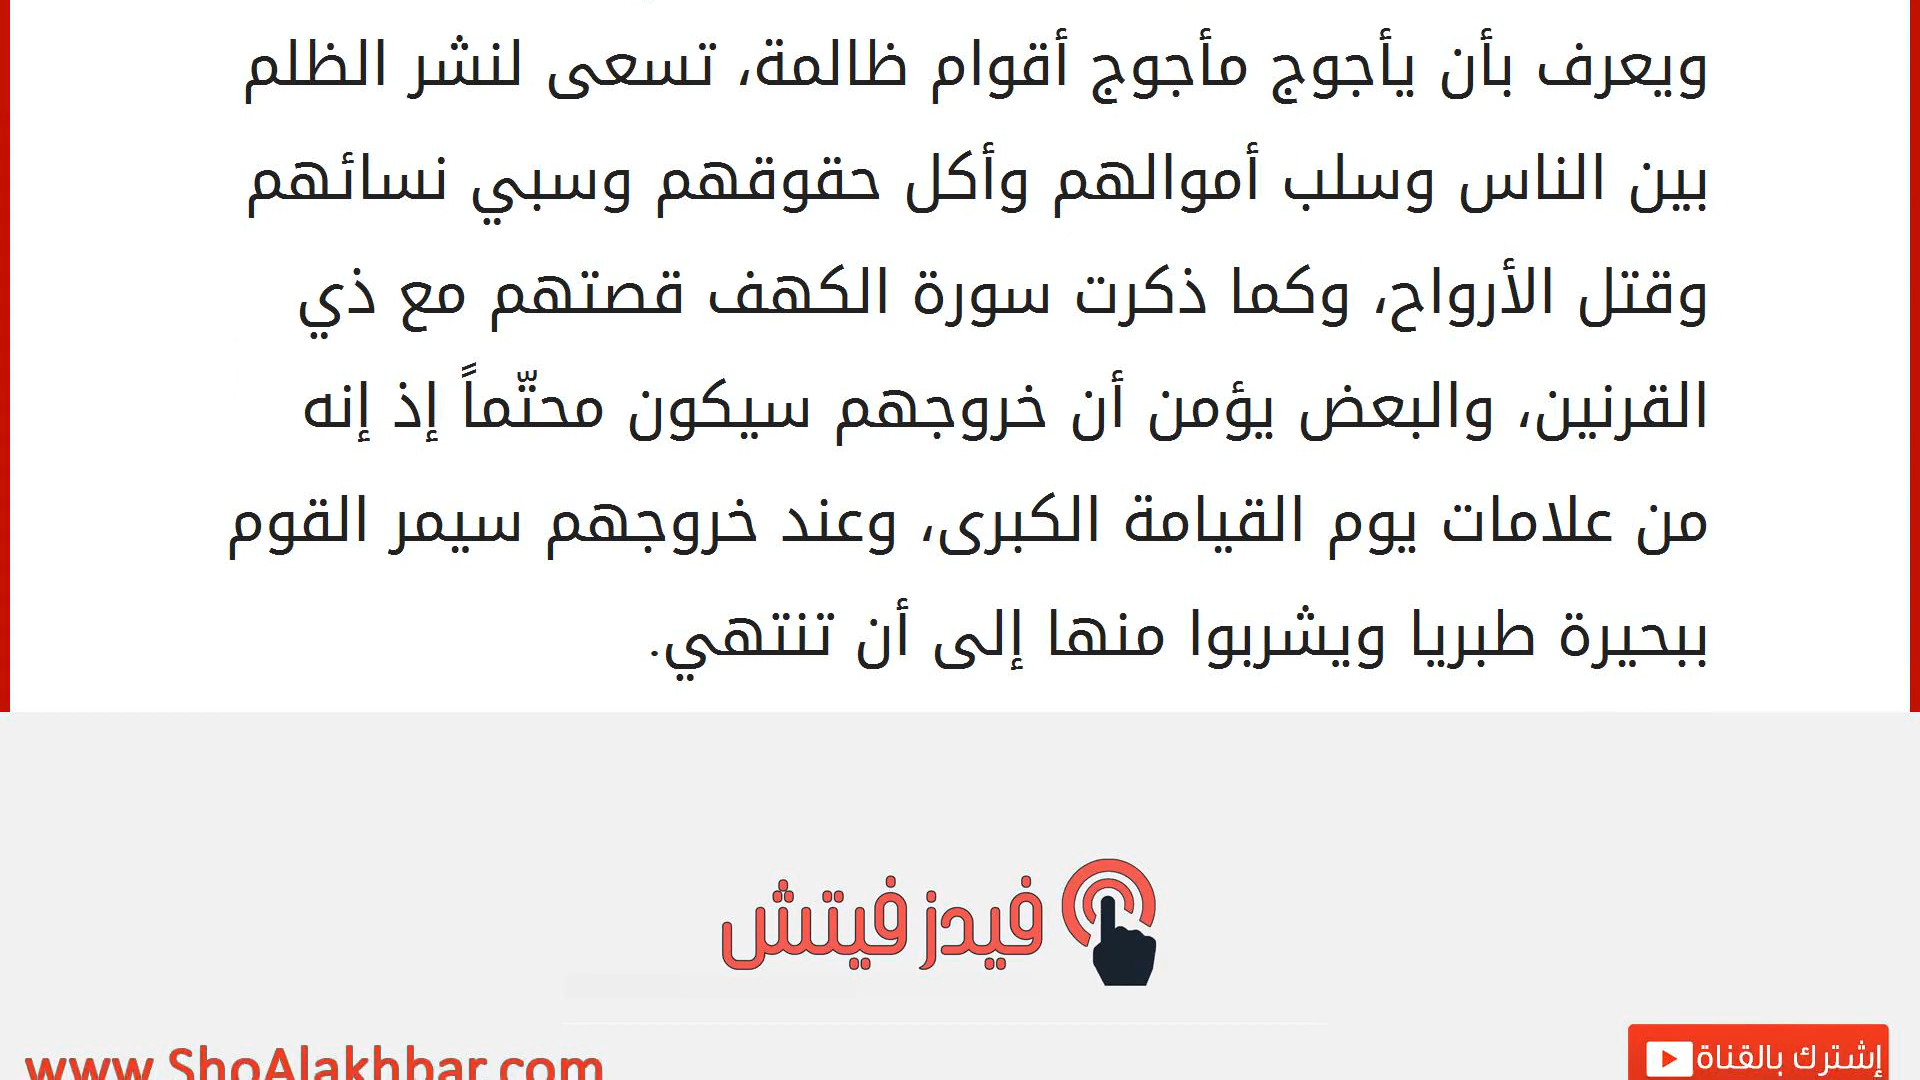 ويعرف بأن يأجوج مأجوج أقوام ظالمة، تسعى لنشر الظلم
بين الناس وسلب أموالهم وأكل حقوقهم وسبي نسائهم
وقتل الأرواح، وكما ذكرت سورة الكهف قصتهم مع ذي
القرنين، والبعض يؤمن أن خروجهم سيكون محتّماً إذ إنه
من علامات يوم القيامة الكبرى، وعند خروجهم سيمر القوم
ببحيرة طبريا ويشربوا منها إلى أن تنتهي.
فيدز فيتش
www.ShoAlakhbar.com
إشترك بالقناة